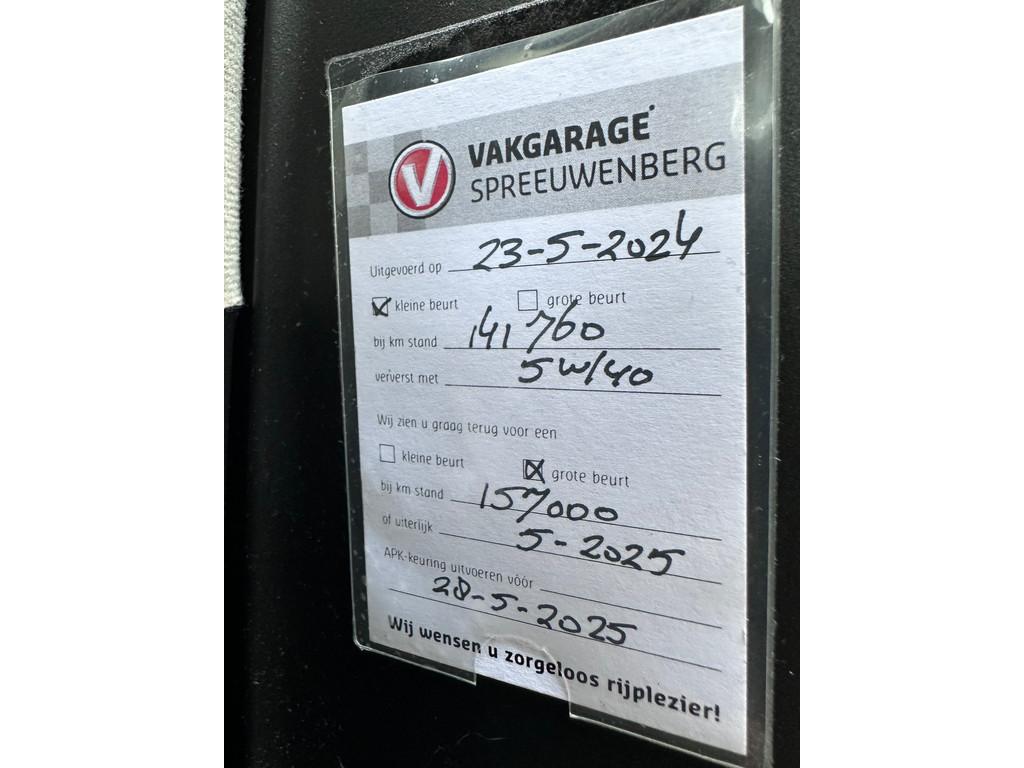 V VAKGARAGE
SPREEUWENBERG
Uitgevoerd op 23-5-2024
kleine beurt grote beurt
bij km stand 141760
ververst met 5w/40
Wij zien u graag terug voor een
kleine beurt grote beurt
bij km stand 157000
of uiterlijk 5-2025
APK-keuring uitvoeren vóór
28-5-2025
Wij wensen u zorgeloos rijplezier!